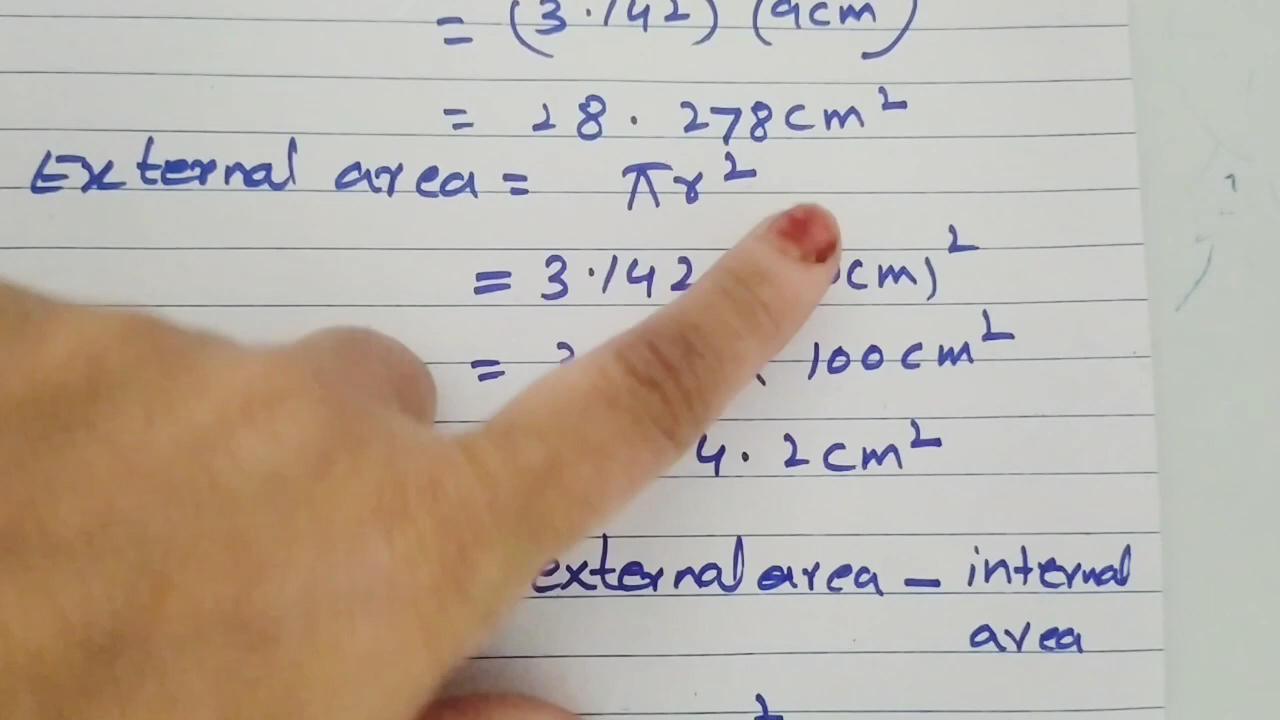 = (3.142) (9cm)
= 28.278cm²
External area = πr²
= 3.142 cm)²
= 100cm²
4.2cm²
external area - internal
area